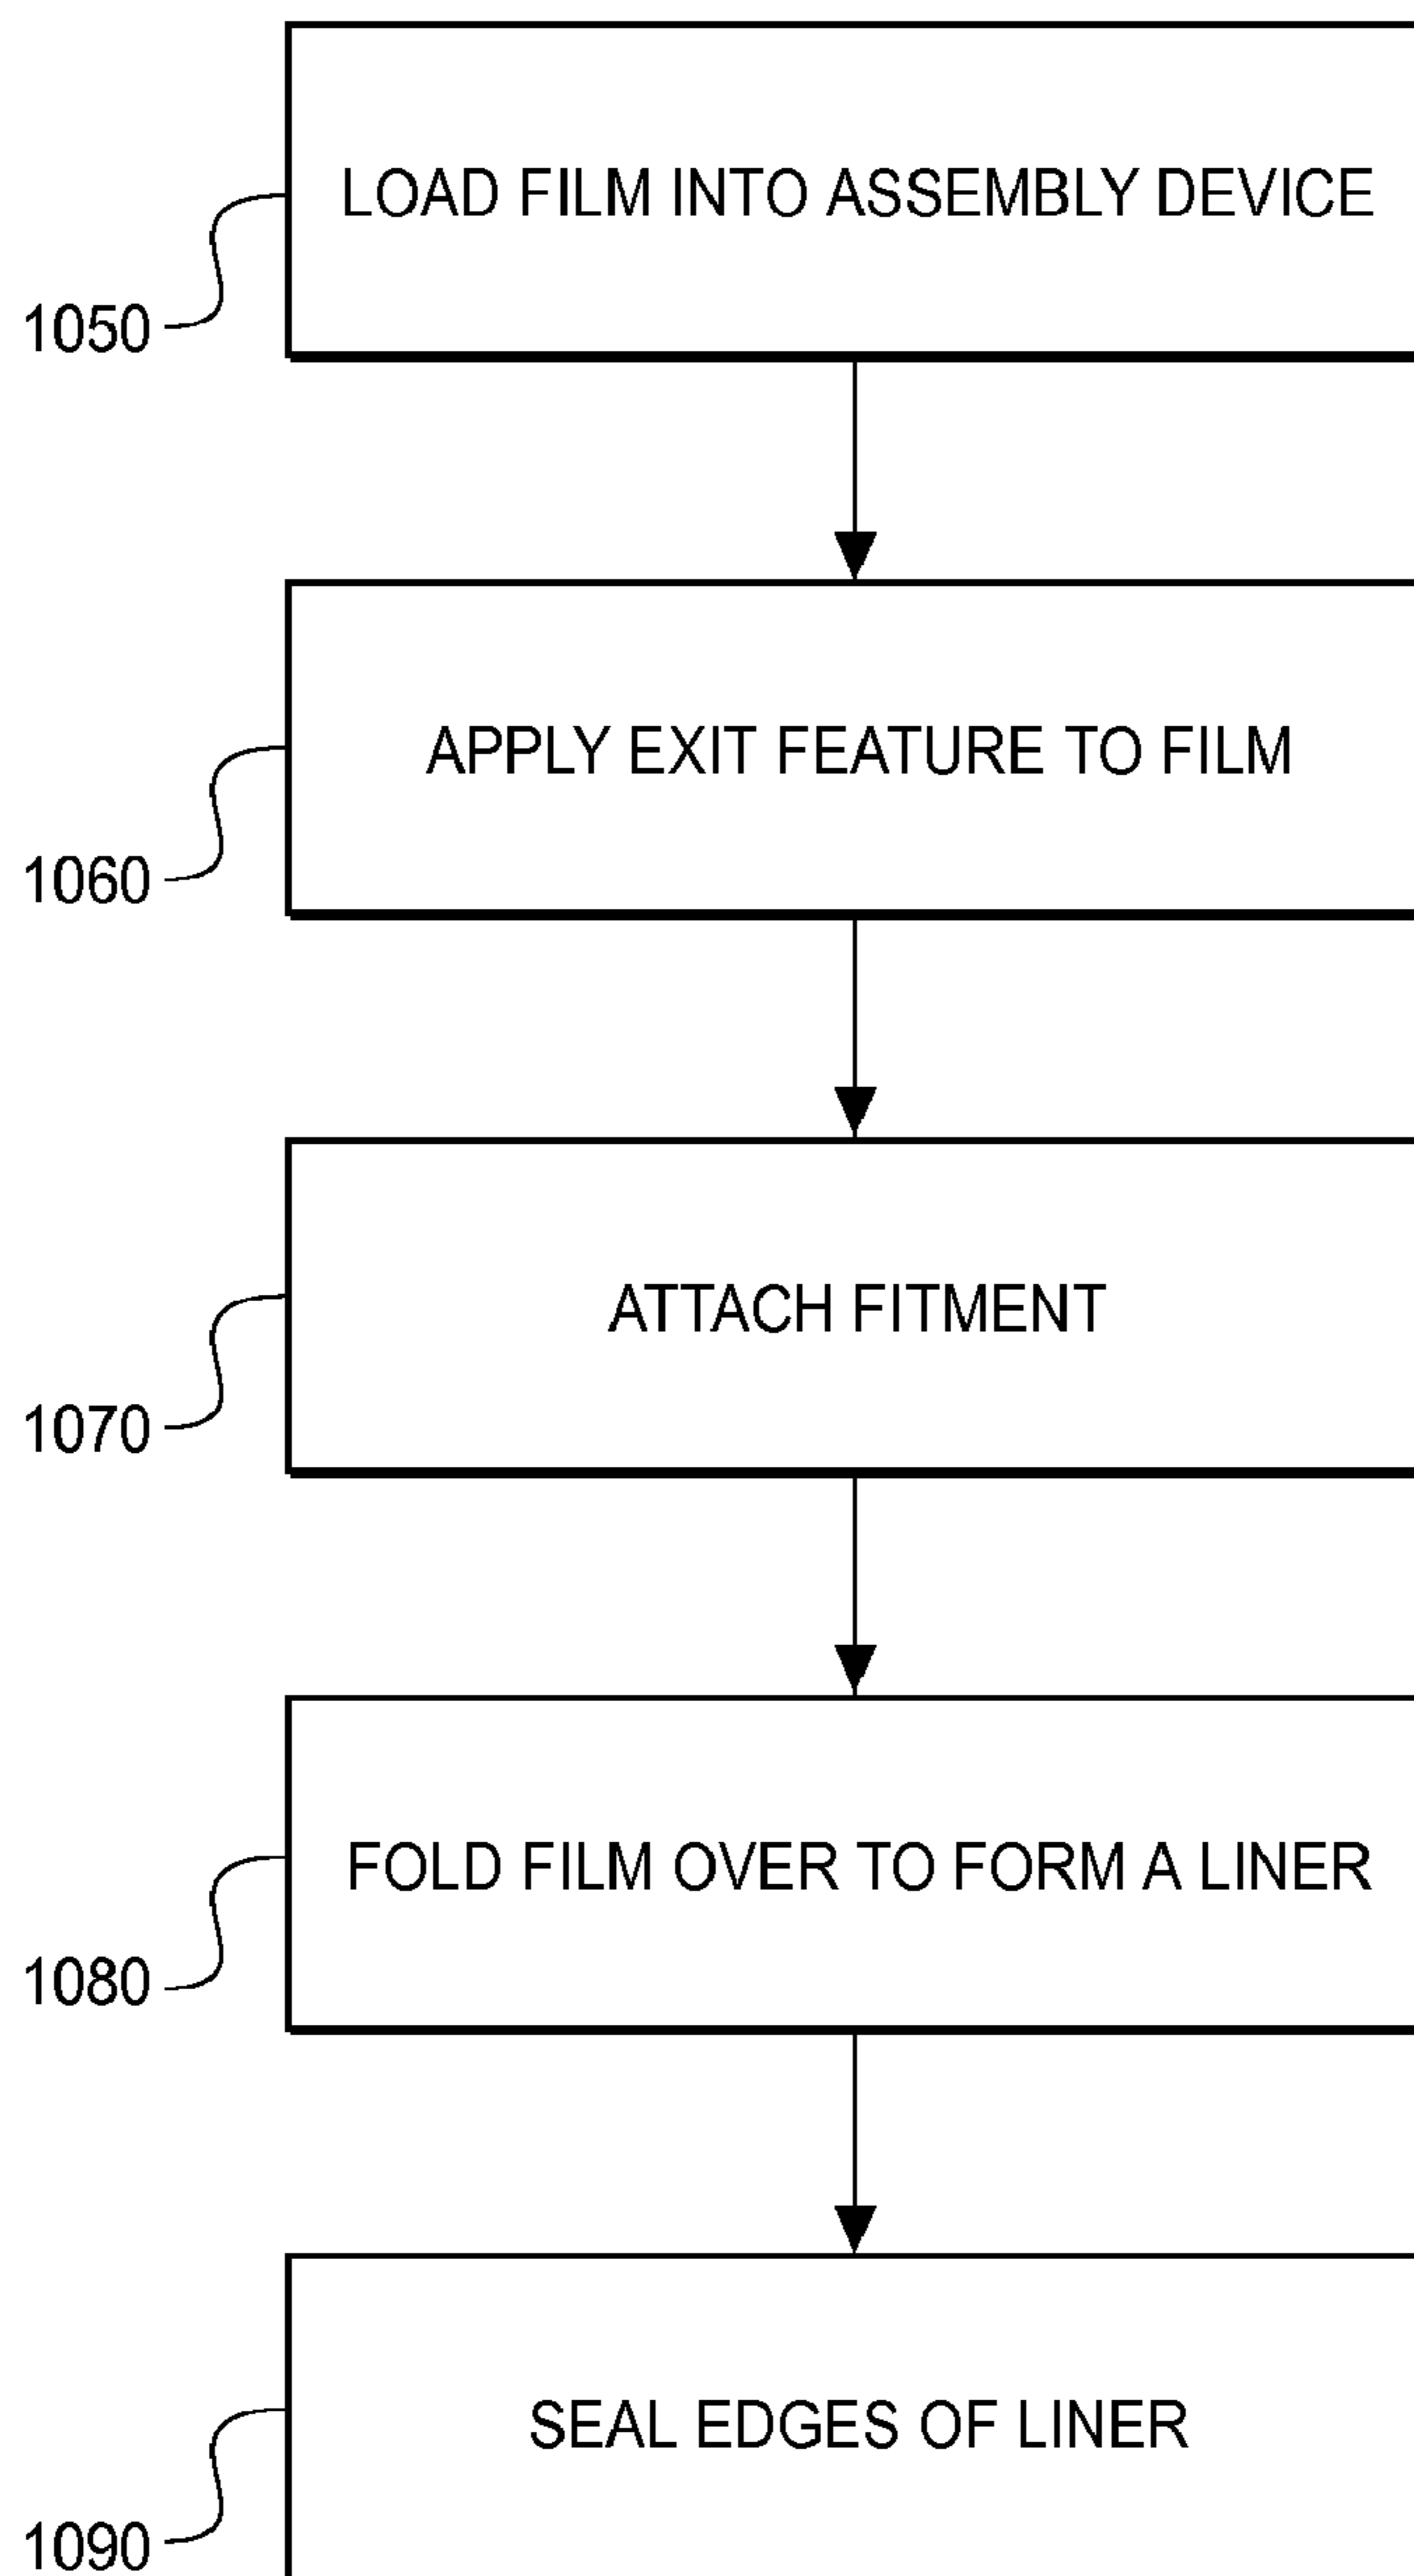 LOAD FILM INTO ASSEMBLY DEVICE
1050
APPLY EXIT FEATURE TO FILM
1060
ATTACH FITMENT
1070
FOLD FILM OVER TO FORM A LINER
1080
SEAL EDGES OF LINER
1090